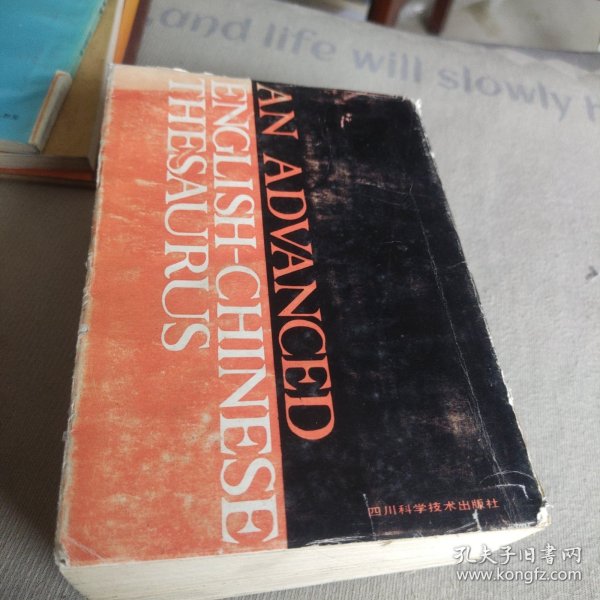 and life will slowly h
AN ADVANCED
ENGLISH-CHINESE
THESAURUS
四川科学技术出版社
孔夫子旧书网
www.kongfz.com